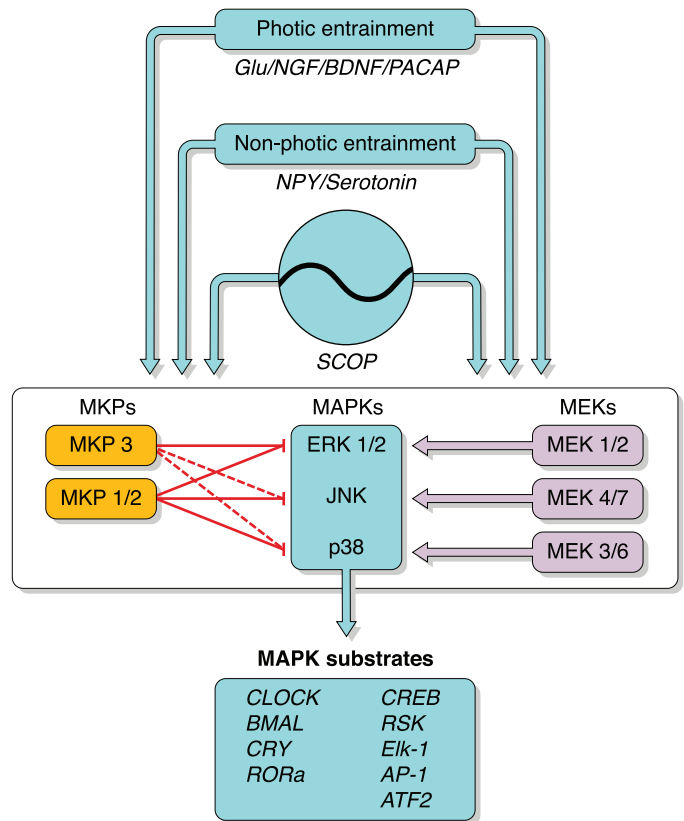 Photic entrainment
Glu/NGF/BDNF/PACAP
Non-photic entrainment
NPY/Serotonin
SCOP
MKPs
MAPKs
MEKs
MKP 3
ERK 1/2
MEK 1/2
MKP 1/2
JNK
MEK 4/7
p38
MEK 3/6
MAPK substrates
CLOCK
BMAL
CRY
RORa
CREB
RSK
Elk-1
AP-1
ATF2